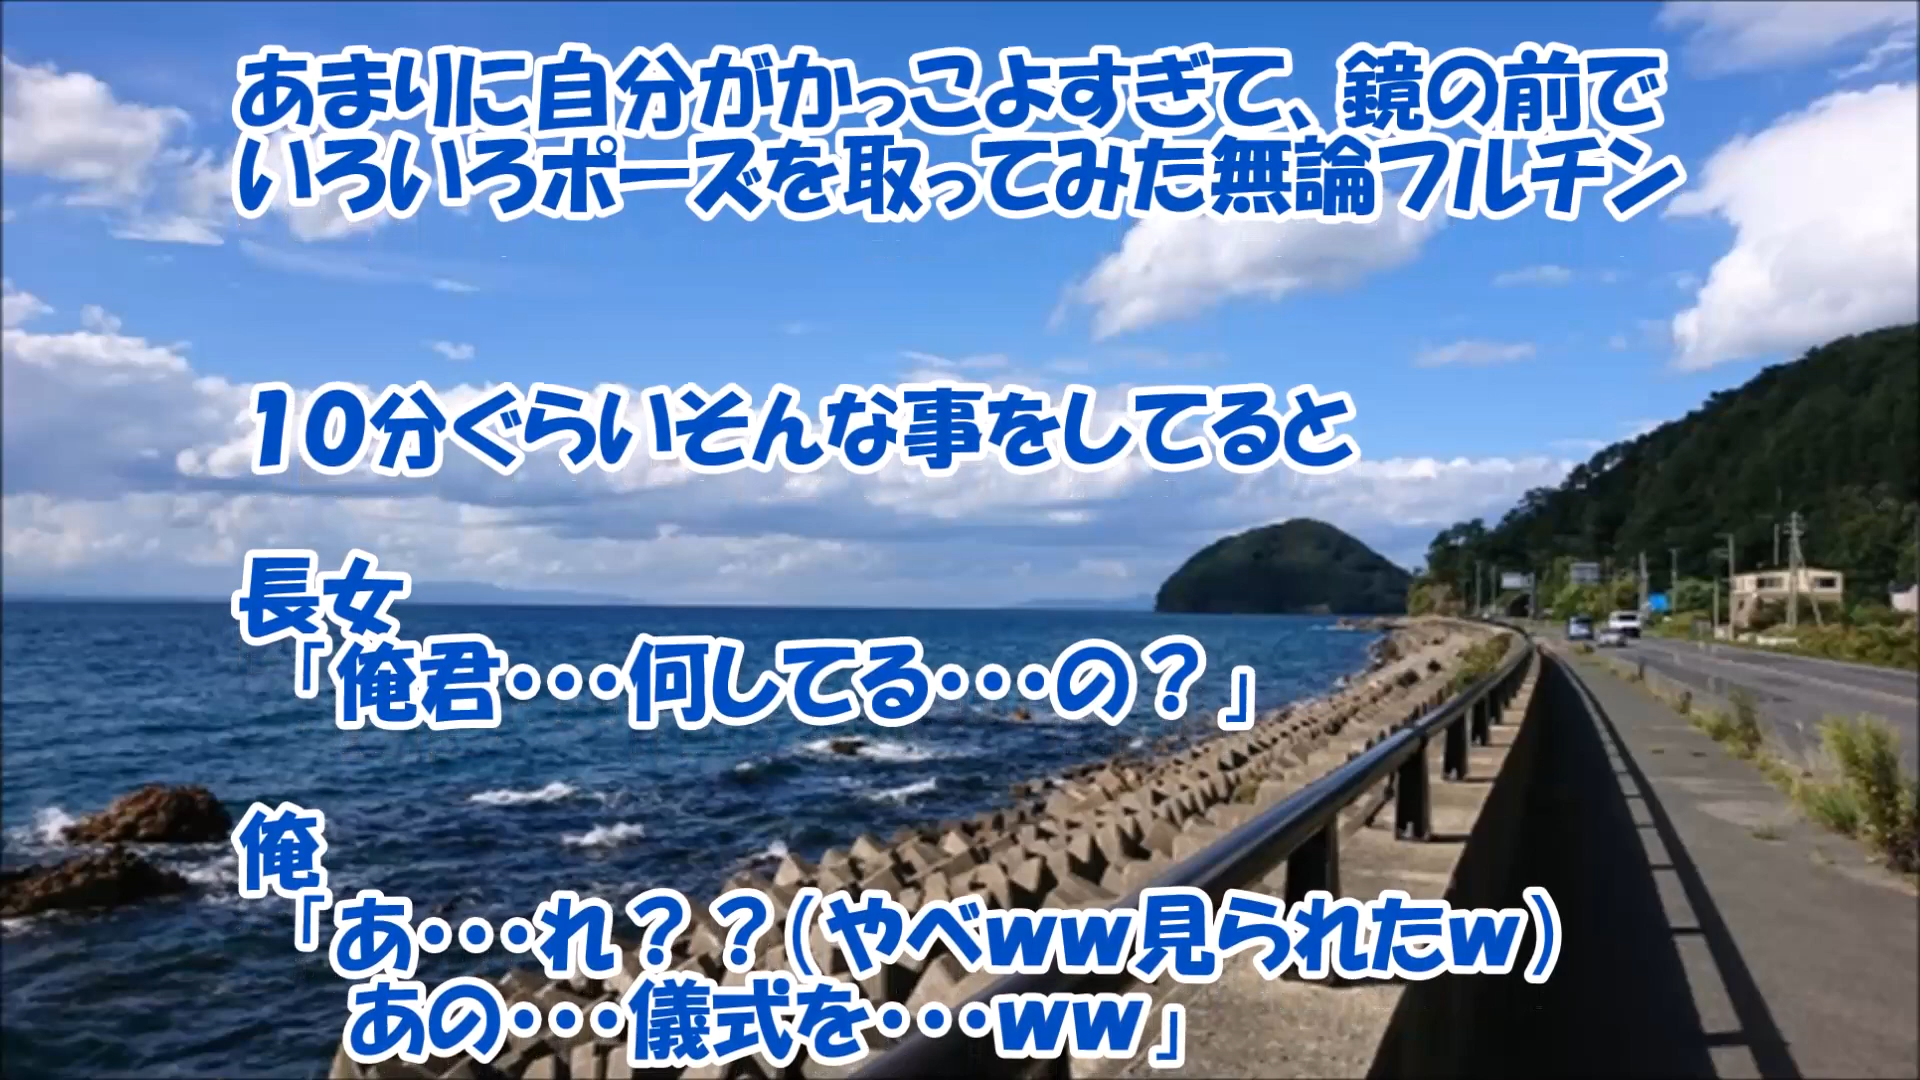 あまりに自分がかっこよすぎて、鏡の前で
いろいろポーズを取ってみた無論フルチン
10分ぐらいそんな事をしてると
長女
「俺君・・・何してる・・・の？」
俺
「あ・・・れ？？(やべww見られたw)
あの・・・儀式を・・・ww」